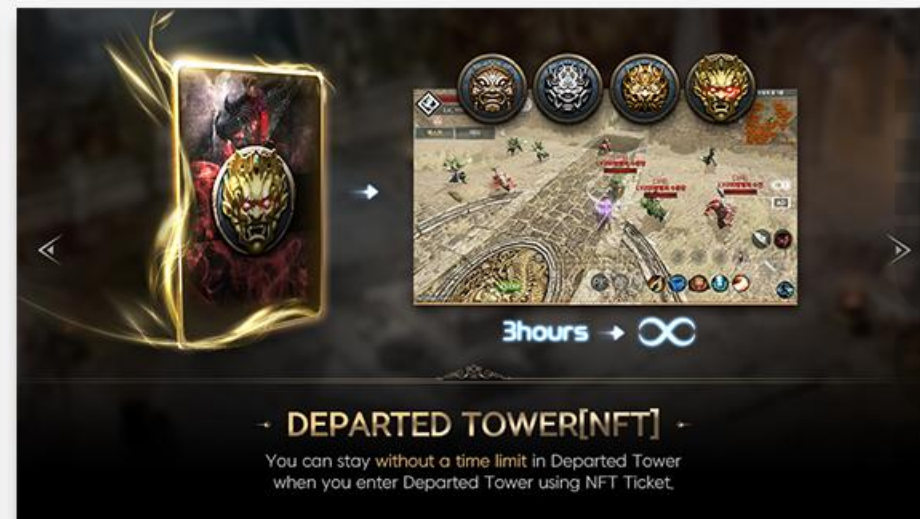 3hours
DEPARTED TOWER[NFT]
You can stay without a time limit in Departed Tower
when you enter Departed Tower using NFT Ticket.